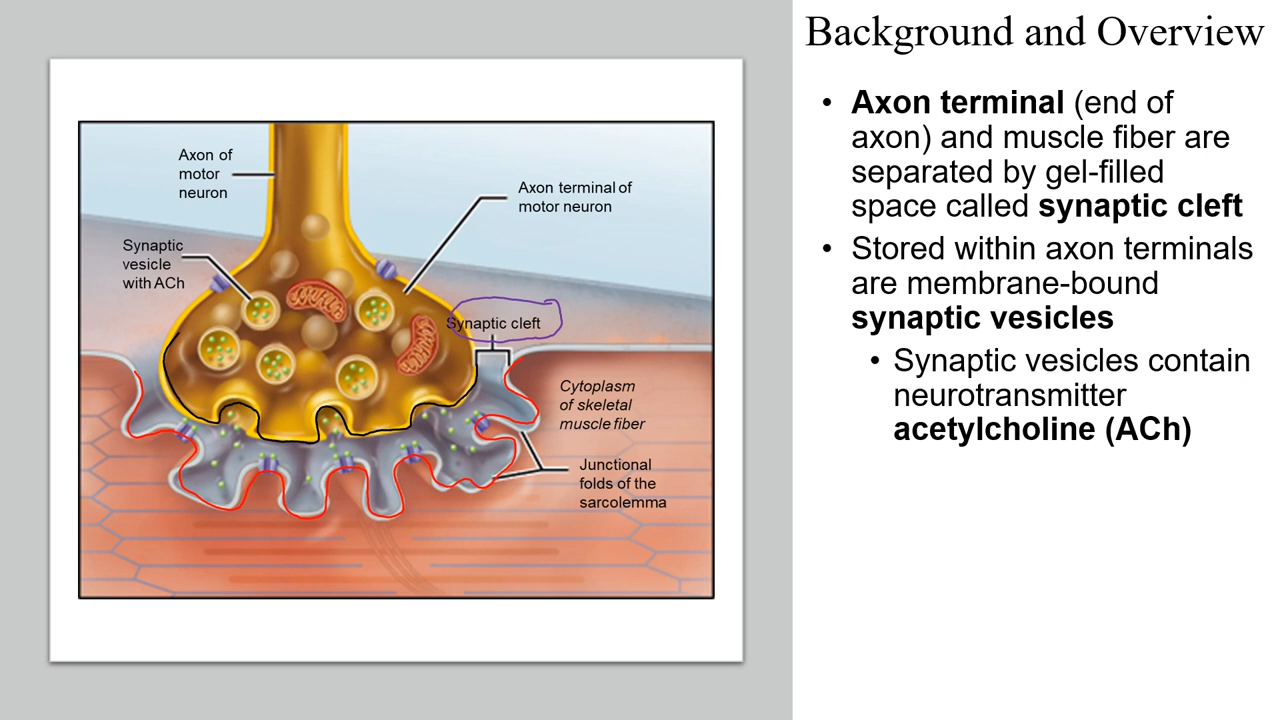 Background and Overview
Axon of
motor
neuron
Axon terminal of
motor neuron
Synaptic
vesicle
with ACh
Synaptic cleft
Cytoplasm
of skeletal
muscle fiber
Junctional
folds of the
sarcolemma
• Axon terminal (end of
axon) and muscle fiber are
separated by gel-filled
space called synaptic cleft
• Stored within axon terminals
are membrane-bound
synaptic vesicles
• Synaptic vesicles contain
neurotransmitter
acetylcholine (ACh)